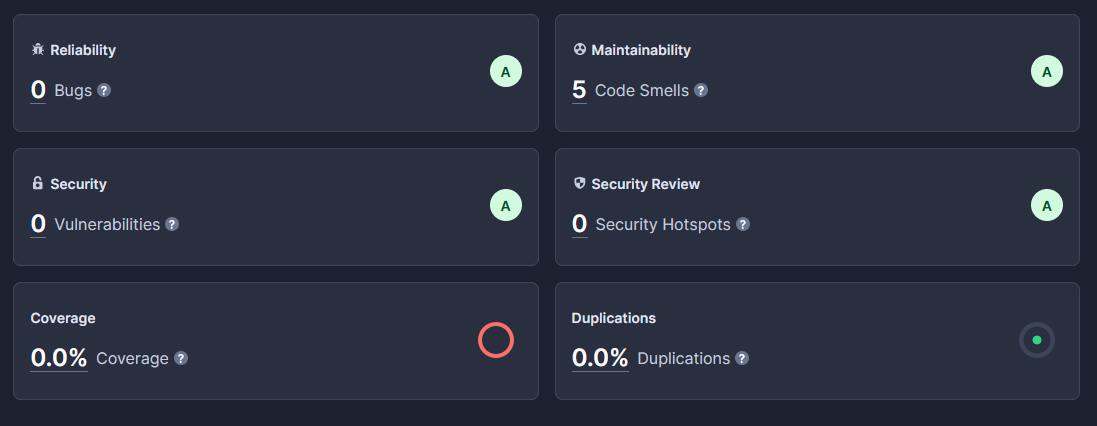 Reliability
0 Bugs ?
A
Maintainability
5 Code Smells ?
A
Security
0 Vulnerabilities ?
A
Security Review
0 Security Hotspots ?
A
Coverage
0.0% Coverage ?
Duplications
0.0% Duplications ?